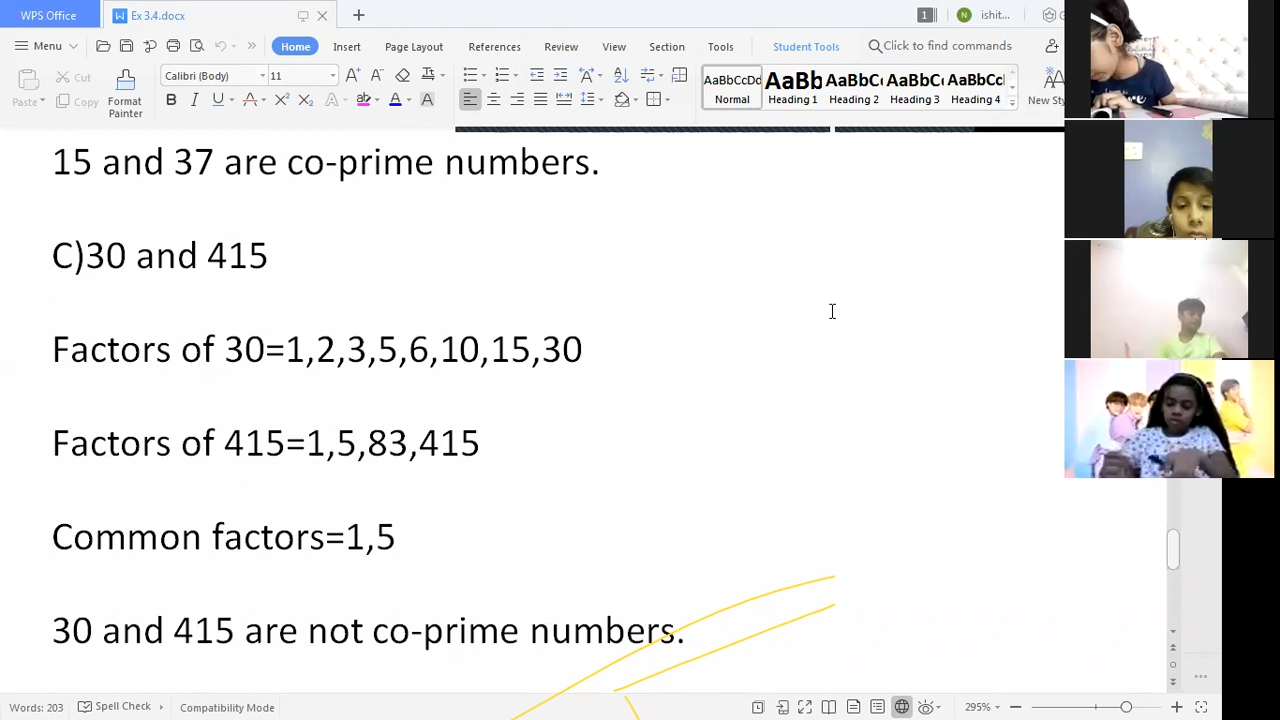 WPS Office
Ex 3.4.docx
1
ishit...
Menu
Home
Insert
Page Layout
References
Review
View
Section
Tools
Student Tools
Click to find commands
Paste
Cut
Copy
Format
Painter
Calibri (Body)
11
AaBbCcDd
AaBb
AaBbC
AaBbCc
AaBbCc
Normal
Heading 1
Heading 2
Heading 3
Heading 4
New Sty
15 and 37 are co-prime numbers.
C)30 and 415
Factors of 30=1,2,3,5,6,10,15,30
Factors of 415=1,5,83,415
Common factors=1,5
30 and 415 are not co-prime numbers.
Words: 203
Spell Check
Compatibility Mode
295%